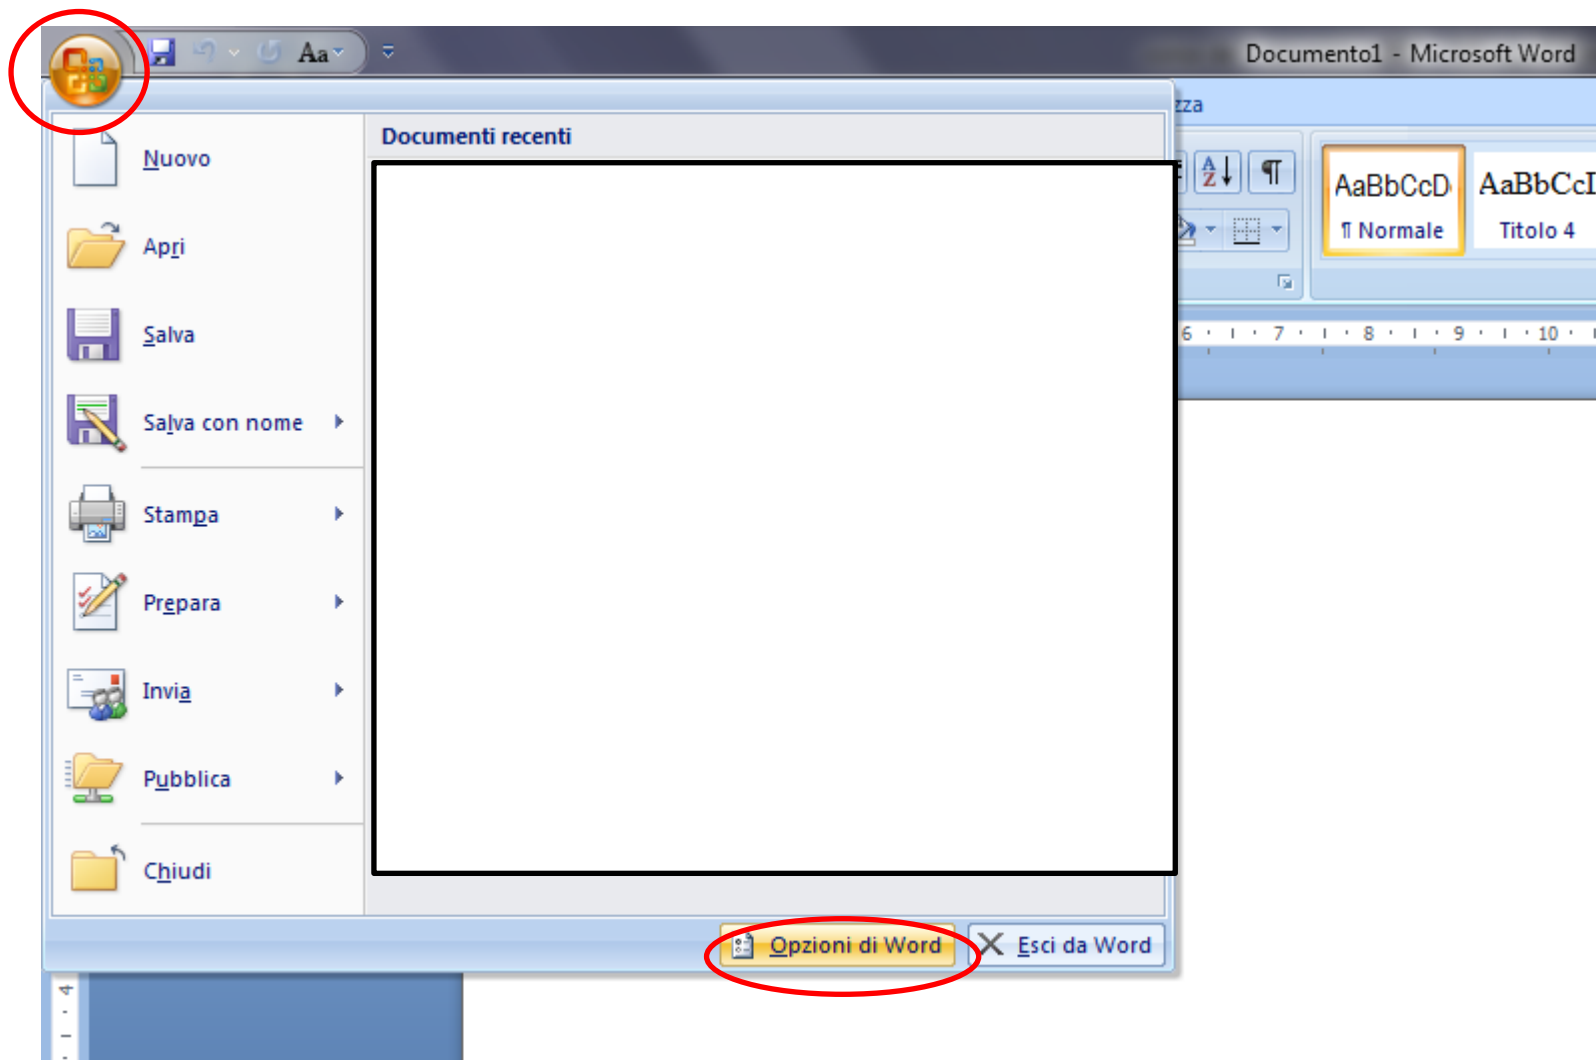 Aa
Documento1 - Microsoft Word
zza
Documenti recenti
Nuovo
A
Z
¶
AaBbCcD
AaBbCcI
¶ Normale
Titolo 4
Apri
Salva
6 · ı · 7 · ı · 8 · ı · 9 · ı · 10 ·
Salva con nome
Stampa
Prepara
Invia
Pubblica
Chiudi
Opzioni di Word
Esci da Word
4